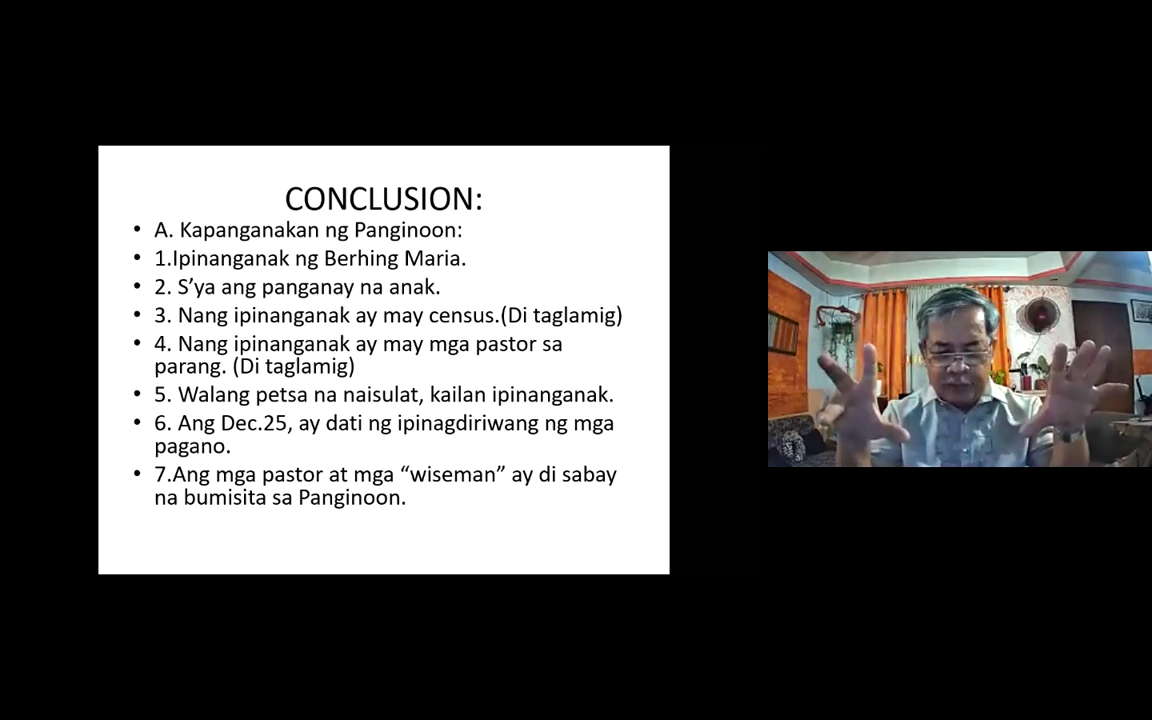 CONCLUSION:
• A. Kapanganakan ng Panginoon:
• 1.Ipinanganak ng Berhing Maria.
• 2. S’ya ang panganay na anak.
• 3. Nang ipinanganak ay may census.(Di taglamig)
• 4. Nang ipinanganak ay may mga pastor sa
parang. (Di taglamig)
• 5. Walang petsa na naisulat, kailan ipinanganak.
• 6. Ang Dec.25, ay dati ng ipinagdiriwang ng mga
pagano.
• 7.Ang mga pastor at mga “wiseman” ay di sabay
na bumisita sa Panginoon.